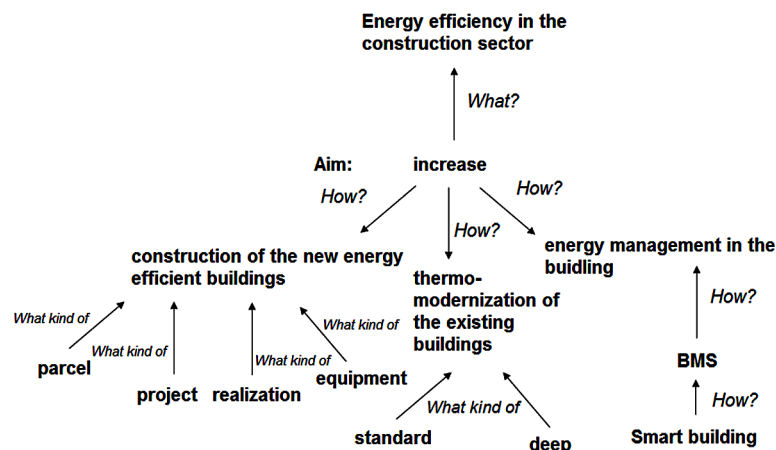 Energy efficiency in the
construction sector
What?
Aim: increase
How?
How?
How?
construction of the new energy
efficient buildings
thermo-
modernization of
the existing
buildings
energy management in the
buidling
What kind of
What kind of
What kind of
What kind of
parcel
project
realization
equipment
What kind of
standard
deep
How?
BMS
How?
Smart building